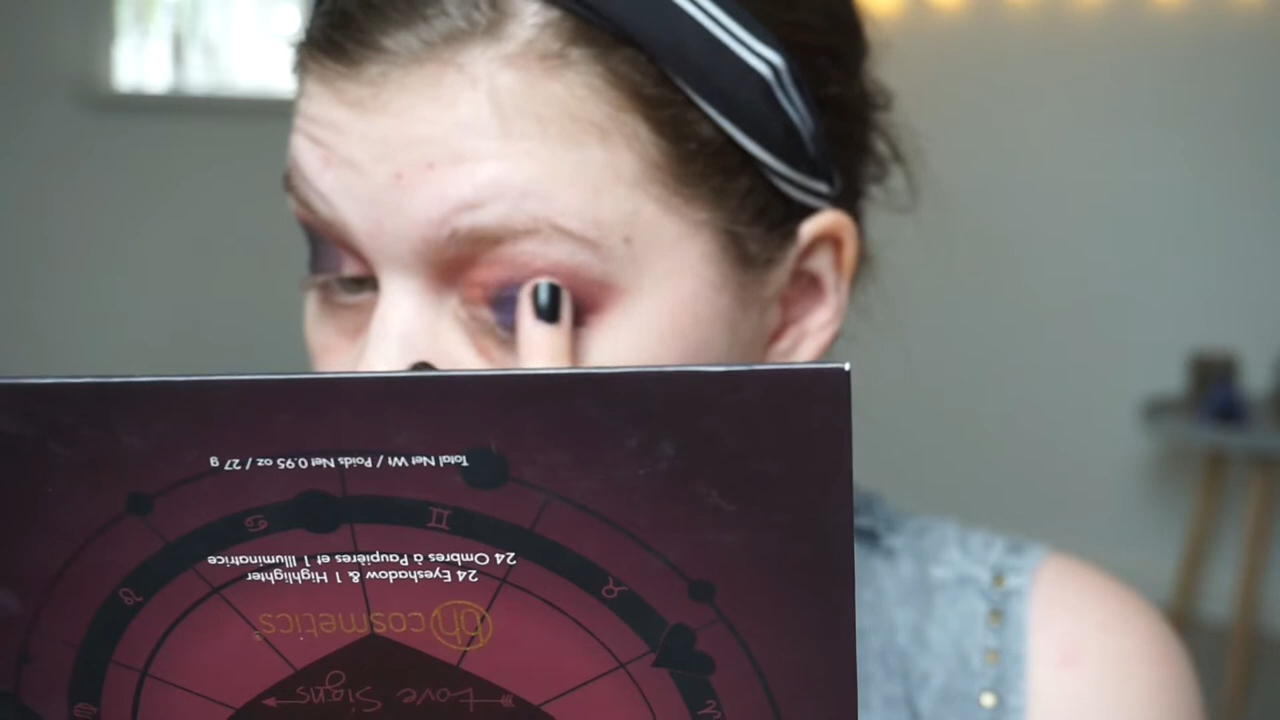 Love Signs
bh cosmetics
24 Eyeshadow & 1 Highlighter
24 Ombres à Paupières et 1 Illuminatrice
Total Net Wt / Poids Net 0.95 oz / 27 g